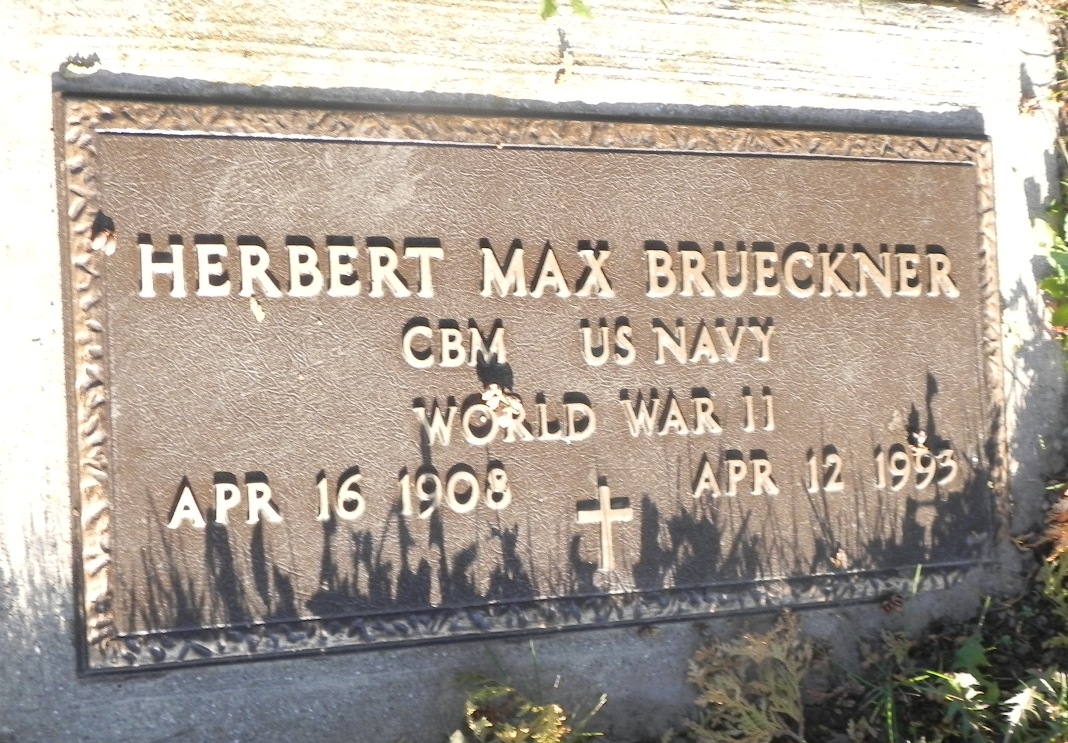 HERBERT MAX BRUECKNER
CBM US NAVY
WORLD WAR II
APR 16 1908 APR 12 1993